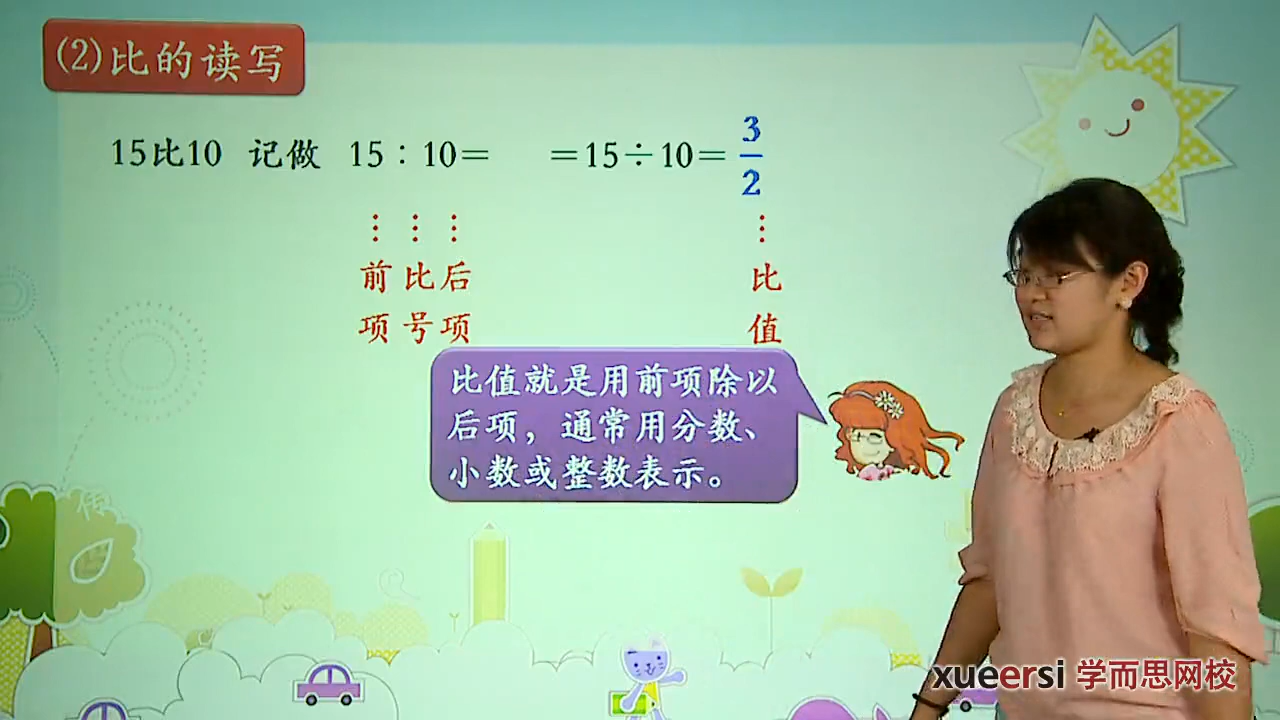 (2)比的读写
15比10 记做 15：10＝ ＝15÷10＝ 3/2
前 比 后 比
项 号 项 值
比值就是用前项除以
后项，通常用分数、
小数或整数表示。
xueersi 学而思网校